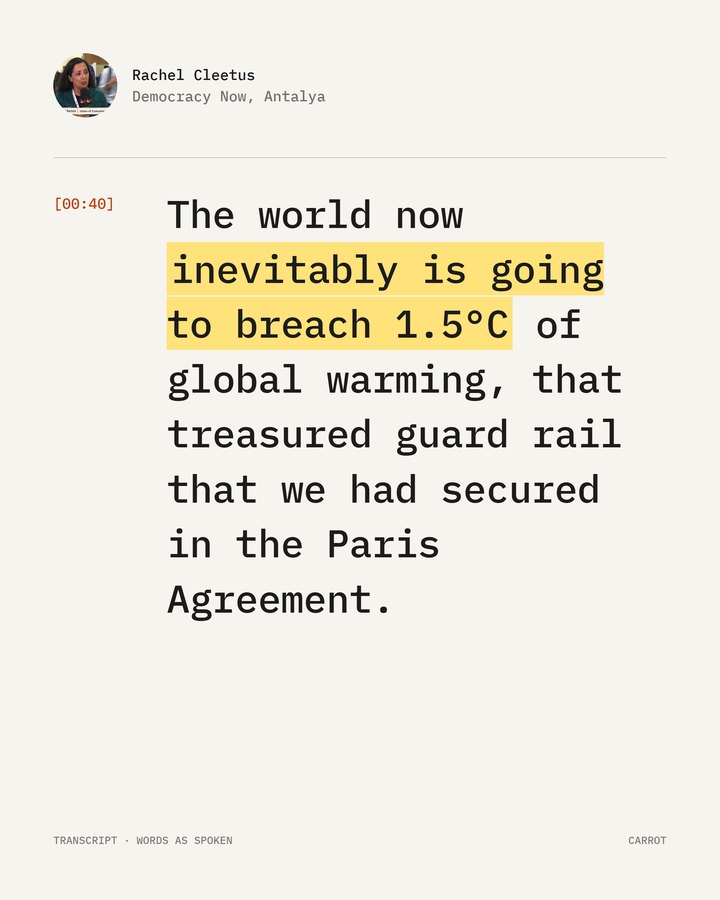 Rachel Cleetus
Democracy Now, Antalya
[00:40]
The world now
inevitably is going
to breach 1.5°C of
global warming, that
treasured guard rail
that we had secured
in the Paris
Agreement.
TRANSCRIPT · WORDS AS SPOKEN
CARROT